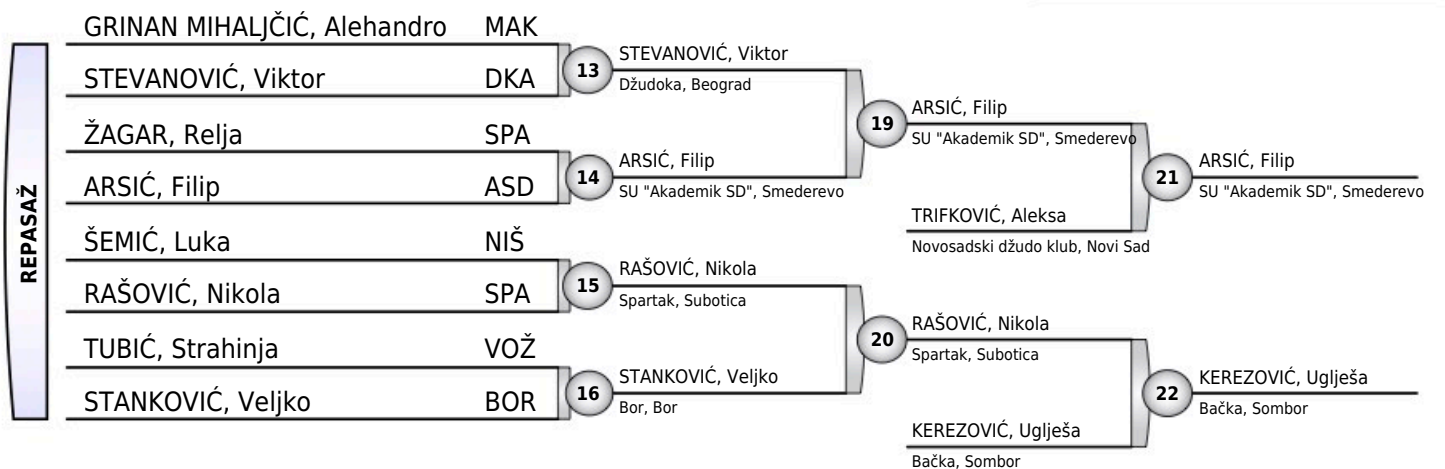 REPASAŽ
GRINAN MIHALJČIĆ, Alehandro MAK
STEVANOVIĆ, Viktor DKA
ŽAGAR, Relja SPA
ARSIĆ, Filip ASD
ŠEMIĆ, Luka NIŠ
RAŠOVIĆ, Nikola SPA
TUBIĆ, Strahinja VOŽ
STANKOVIĆ, Veljko BOR
13
STEVANOVIĆ, Viktor
Džudoka, Beograd
14
ARSIĆ, Filip
SU "Akademik SD", Smederevo
15
RAŠOVIĆ, Nikola
Spartak, Subotica
16
STANKOVIĆ, Veljko
Bor, Bor
19
ARSIĆ, Filip
SU "Akademik SD", Smederevo
TRIFKOVIĆ, Aleksa
Novosadski džudo klub, Novi Sad
20
RAŠOVIĆ, Nikola
Spartak, Subotica
KEREZOVIĆ, Uglješa
Bačka, Sombor
21
ARSIĆ, Filip
SU "Akademik SD", Smederevo
22
KEREZOVIĆ, Uglješa
Bačka, Sombor